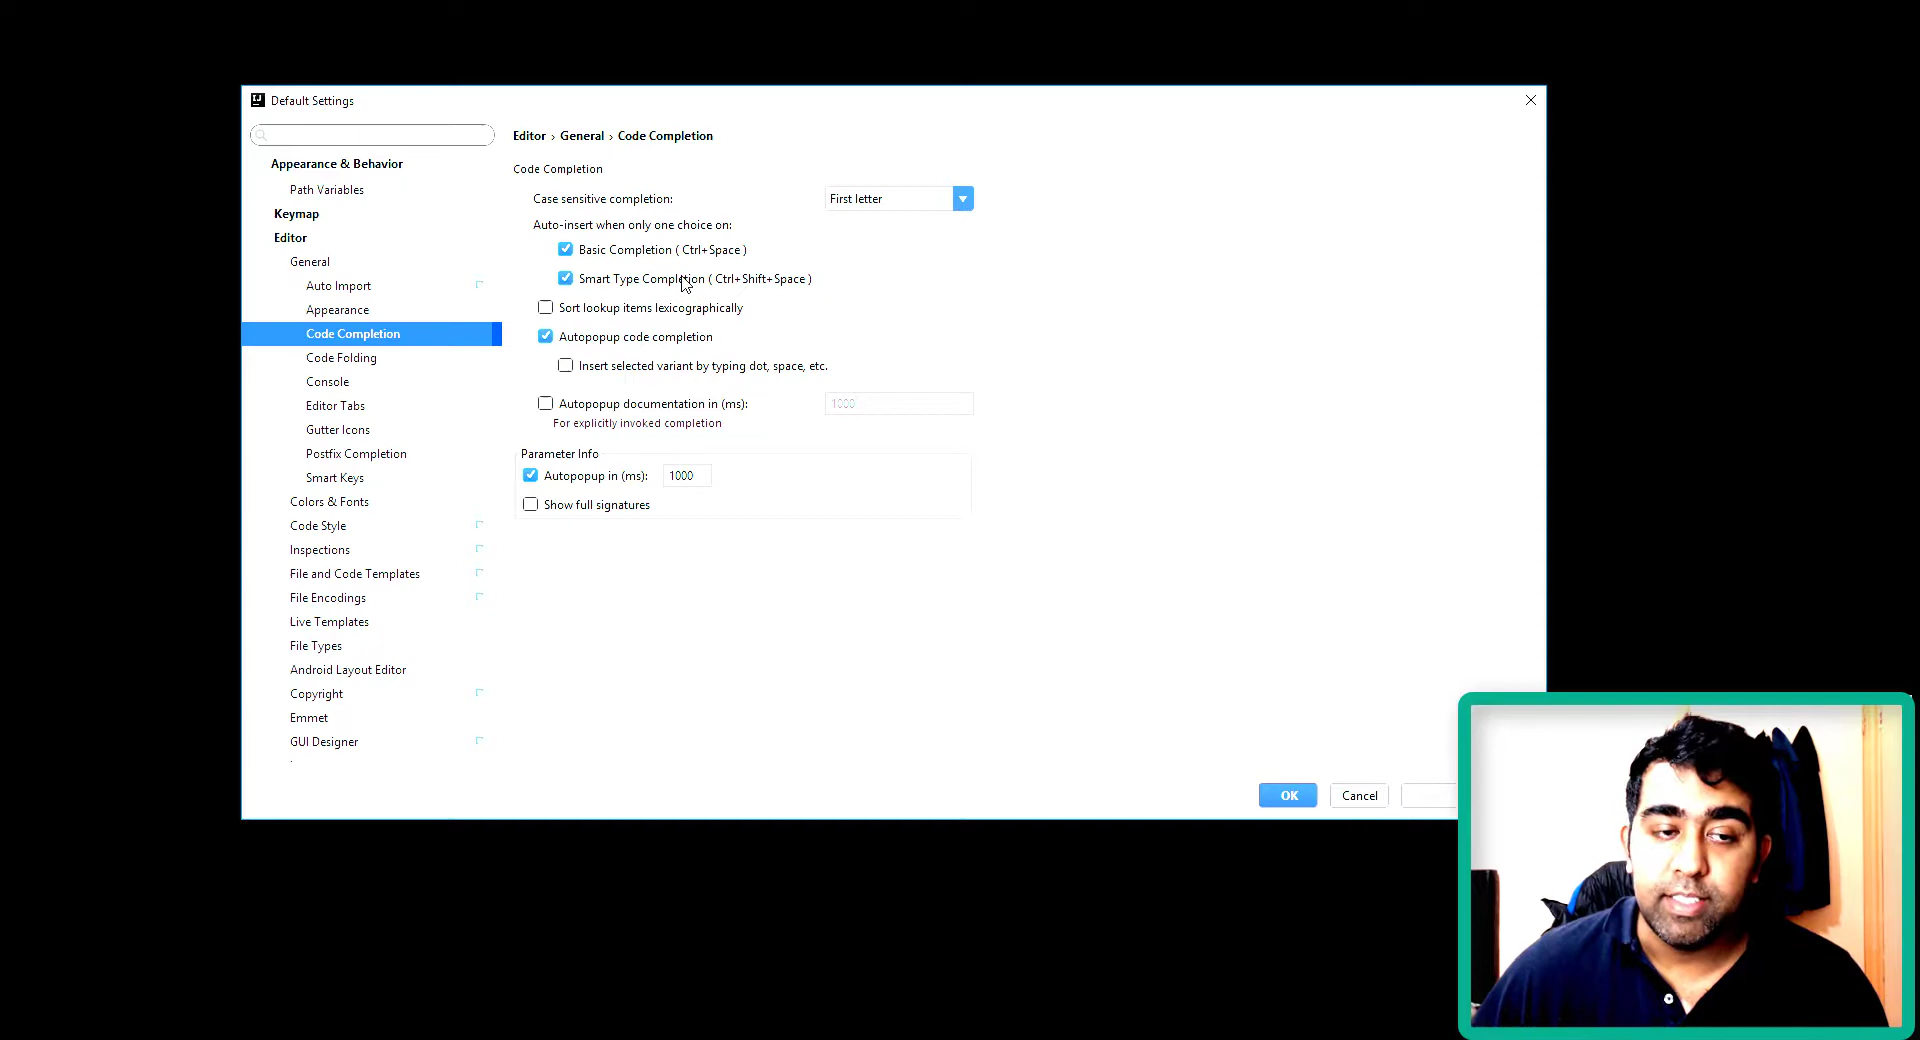 Default Settings
Appearance & Behavior
Path Variables
Keymap
Editor
General
Auto Import
Appearance
Code Completion
Code Folding
Console
Editor Tabs
Gutter Icons
Postfix Completion
Smart Keys
Colors & Fonts
Code Style
Inspections
File and Code Templates
File Encodings
Live Templates
File Types
Android Layout Editor
Copyright
Emmet
GUI Designer
Editor › General › Code Completion
Code Completion
Case sensitive completion: First letter
Auto-insert when only one choice on:
Basic Completion ( Ctrl+Space )
Smart Type Completion ( Ctrl+Shift+Space )
Sort lookup items lexicographically
Autopopup code completion
Insert selected variant by typing dot, space, etc.
Autopopup documentation in (ms): 1000
For explicitly invoked completion
Parameter Info
Autopopup in (ms): 1000
Show full signatures
OK Cancel